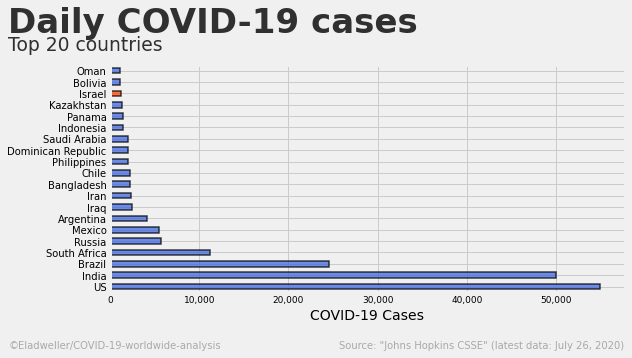 Daily COVID-19 cases
Top 20 countries
Oman
Bolivia
Israel
Kazakhstan
Panama
Indonesia
Saudi Arabia
Dominican Republic
Philippines
Chile
Bangladesh
Iran
Iraq
Argentina
Mexico
Russia
South Africa
Brazil
India
US
0 10,000 20,000 30,000 40,000 50,000
COVID-19 Cases
©Eladweller/COVID-19-worldwide-analysis Source: "Johns Hopkins CSSE" (latest data: July 26, 2020)